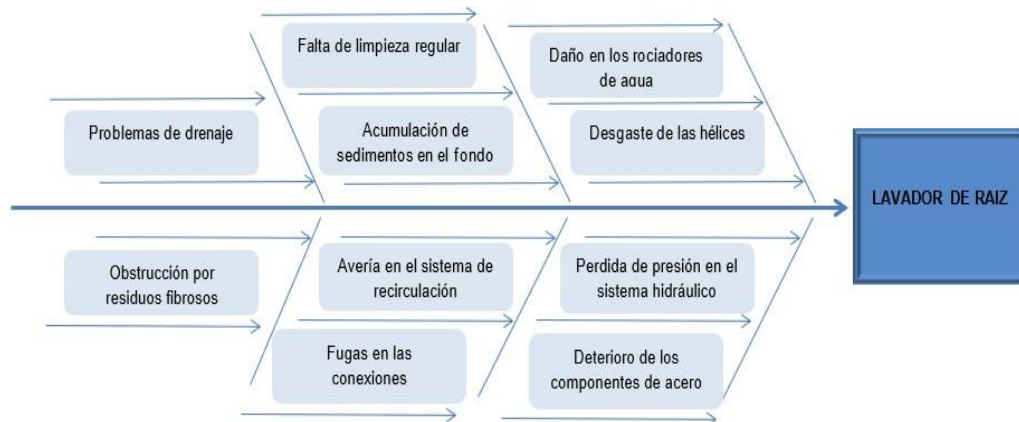 Falta de limpieza regular
Daño en los rociadores
de agua
Problemas de drenaje
Acumulación de
sedimentos en el fondo
Desgaste de las hélices
LAVADOR DE RAIZ
Obstrucción por
residuos fibrosos
Avería en el sistema de
recirculación
Perdida de presión en el
sistema hidráulico
Fugas en las
conexiones
Deterioro de los
componentes de acero